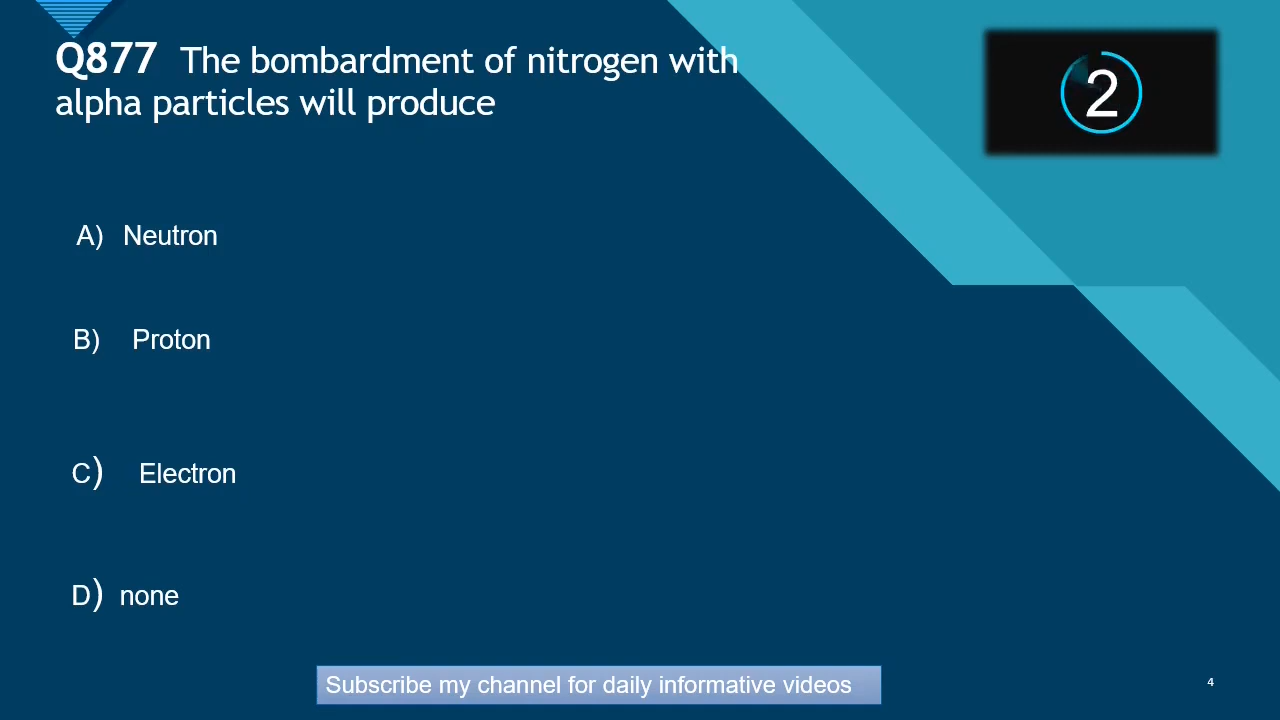 Q877 The bombardment of nitrogen with
alpha particles will produce
2
A) Neutron
B) Proton
C) Electron
D) none
Subscribe my channel for daily informative videos
4